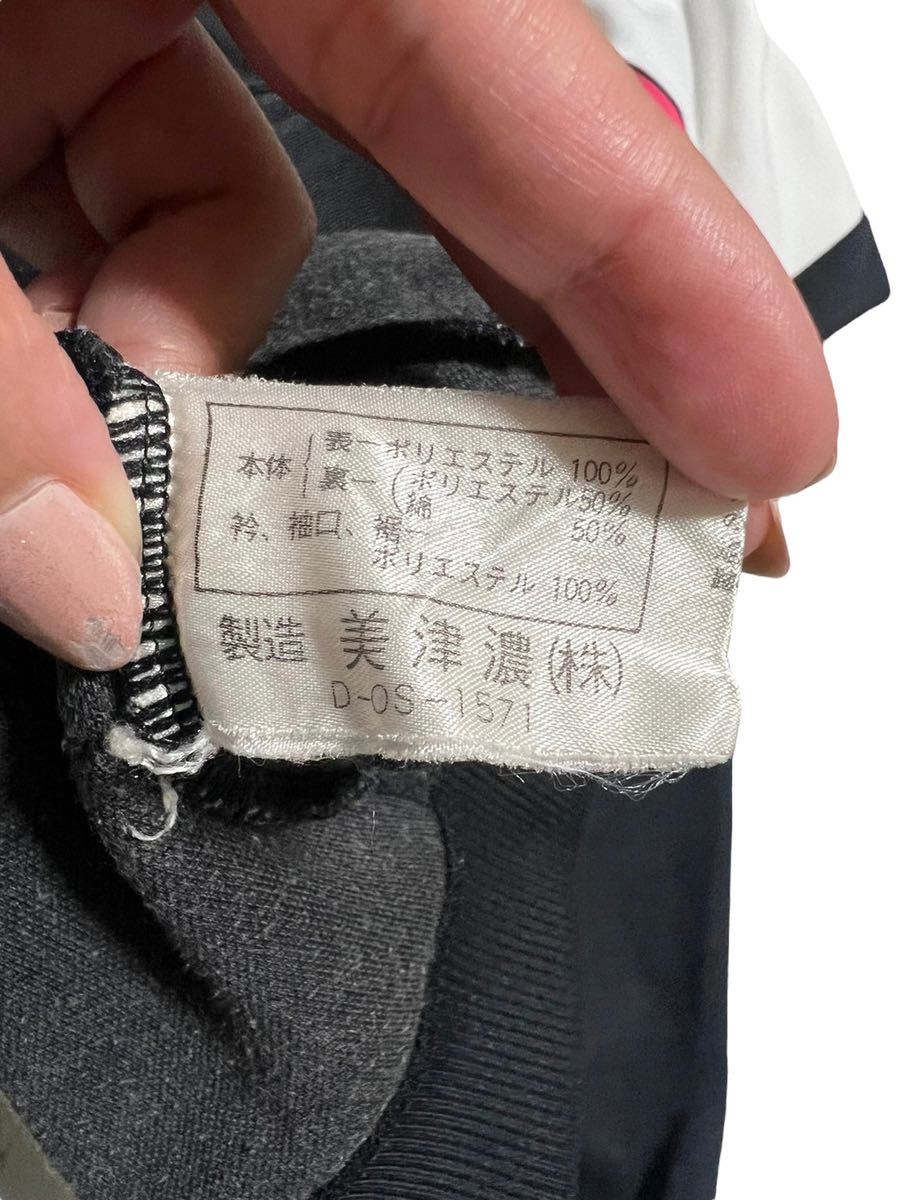 本体 表ーポリエステル 100%
裏ー(ポリエステル50%
綿 50%
衿、袖口、裾ー
ポリエステル 100%
製造 美津濃(株)
D-OS-1571